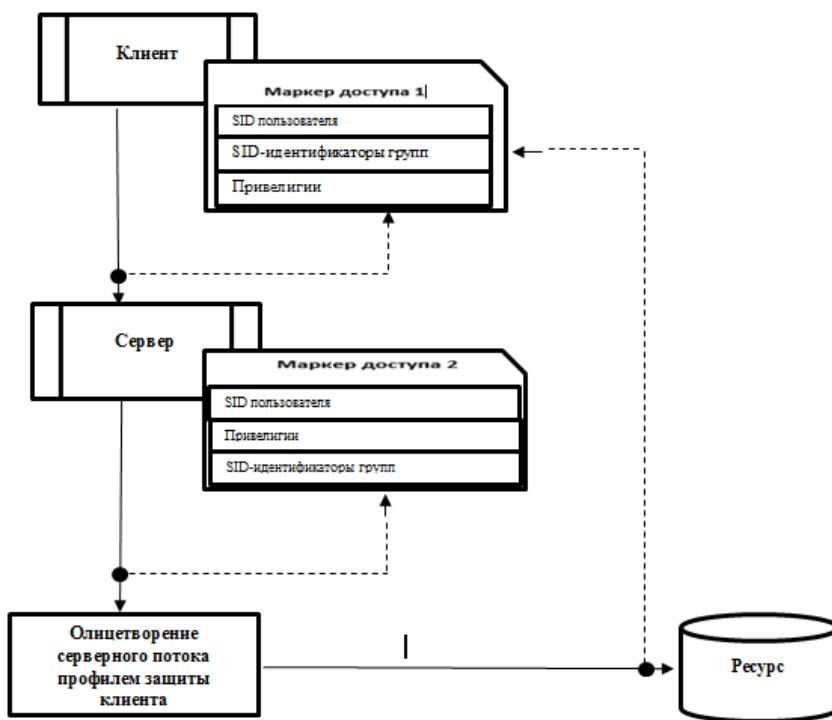 Клиент
Маркер доступа 1
SID пользователя
SID-идентификаторы групп
Привелигии
Сервер
Маркер доступа 2
SID пользователя
Привелигии
SID-идентификаторы групп
Олицетворение
серверного потока
профилем защиты
клиента
Ресурс